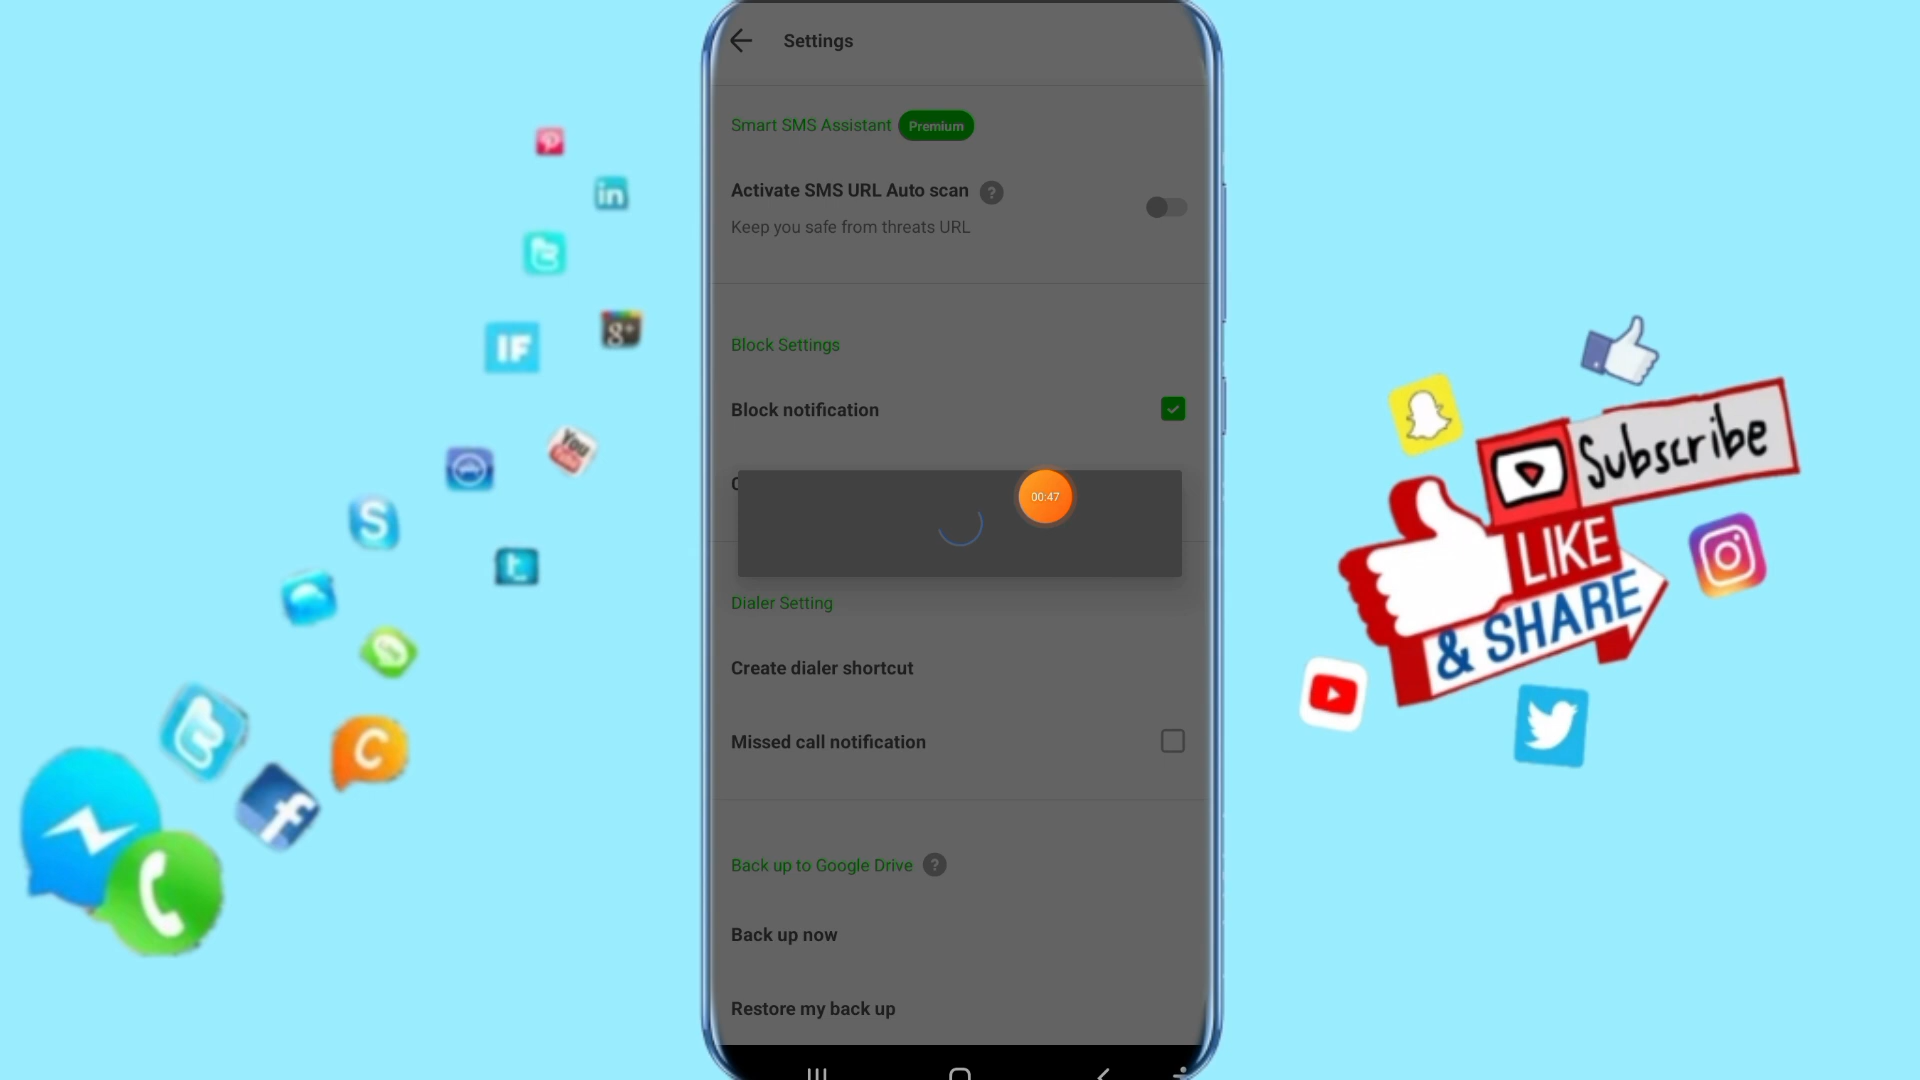 Settings
Smart SMS Assistant Premium
Activate SMS URL Auto scan ?
Keep you safe from threats URL
Block Settings
Block notification
00:47
Dialer Setting
Create dialer shortcut
Missed call notification
Back up to Google Drive ?
Back up now
Restore my back up
in
IF
g+
You
S
t
C
f
Subscribe
LIKE
& SHARE